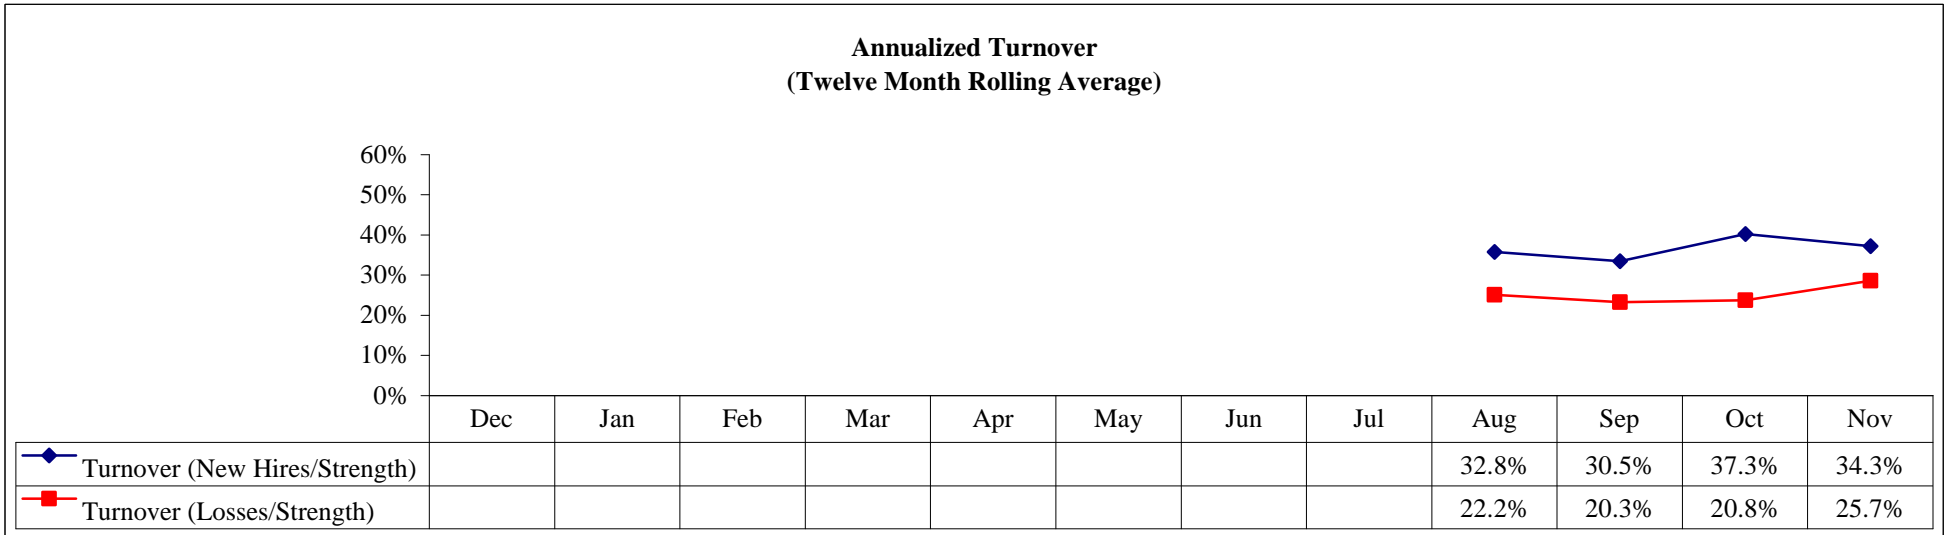 Annualized Turnover
(Twelve Month Rolling Average)
60%
50%
40%
30%
20%
10%
0%
Dec Jan Feb Mar Apr May Jun Jul Aug Sep Oct Nov
Turnover (New Hires/Strength) 32.8% 30.5% 37.3% 34.3%
Turnover (Losses/Strength) 22.2% 20.3% 20.8% 25.7%